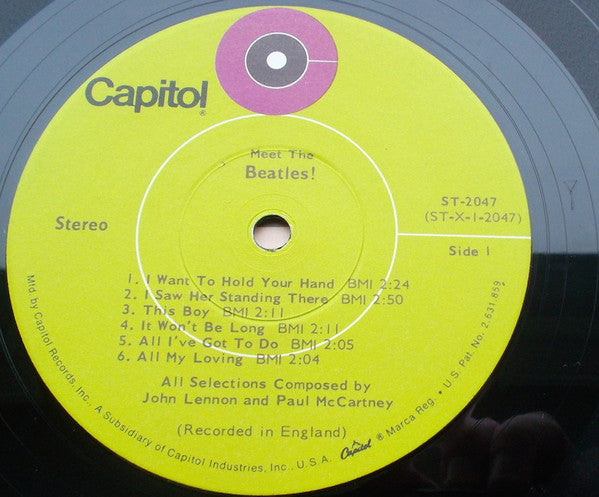 Capitol®
Meet The
Beatles!
Stereo
ST-2047
(ST-X-1-2047)
Side 1
1. I Want To Hold Your Hand BMI 2:24
2. I Saw Her Standing There BMI 2:50
3. This Boy BMI 2:11
4. It Won't Be Long BMI 2:11
5. All I've Got To Do BMI 2:05
6. All My Loving BMI 2:04
All Selections Composed by
John Lennon and Paul McCartney
(Recorded in England)
Mfd. by Capitol Records, Inc., A Subsidiary of Capitol Industries, Inc., U.S.A. Capitol ® Marca Reg. • U.S. Pat. No. 2,631,859